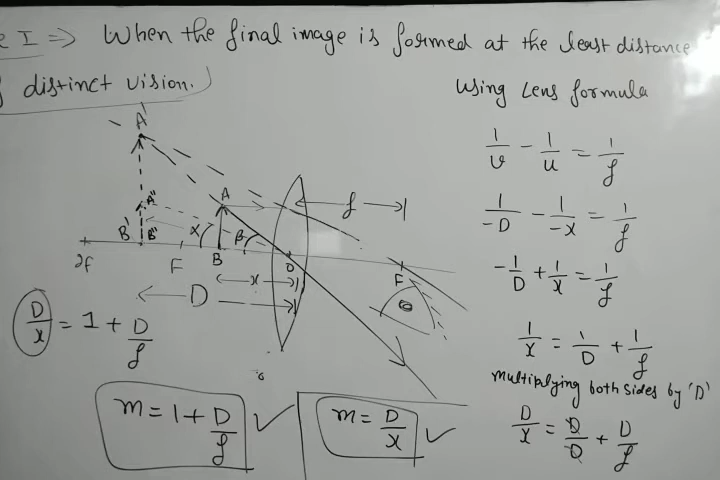 e I => When the final image is formed at the least distance
of distinct vision.
Using Lens formula
1/v - 1/u = 1/f
1/-D - 1/-x = 1/f
-1/D + 1/x = 1/f
1/x = 1/D + 1/f
multiplying both sides by 'D'
D/x = D/D + D/f
A'
A"
A
B' B" α B β O
2f F F
f
x
D
D/x = 1 + D/f
m = 1 + D/f ✓
m = D/x ✓